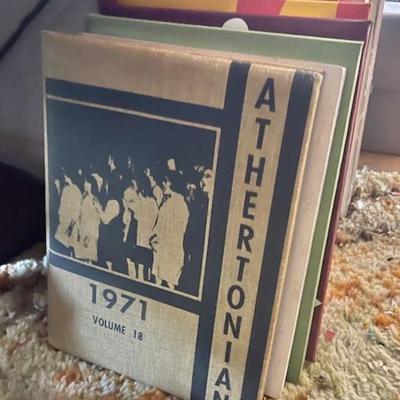 1971
VOLUME 18
ATHERTONIAN